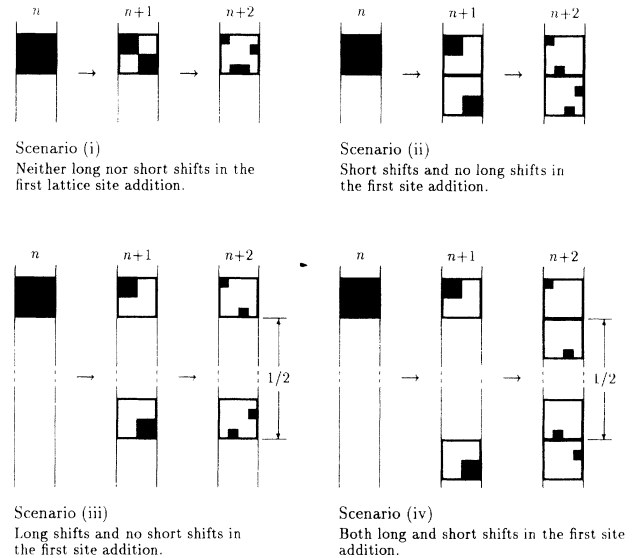 n n+1 n+2
n n+1 n+2
Scenario (i)
Neither long nor short shifts in the
first lattice site addition.
Scenario (ii)
Short shifts and no long shifts in
the first site addition.
n n+1 n+2
1/2
n n+1 n+2
1/2
Scenario (iii)
Long shifts and no short shifts in
the first site addition.
Scenario (iv)
Both long and short shifts in the first site
addition.